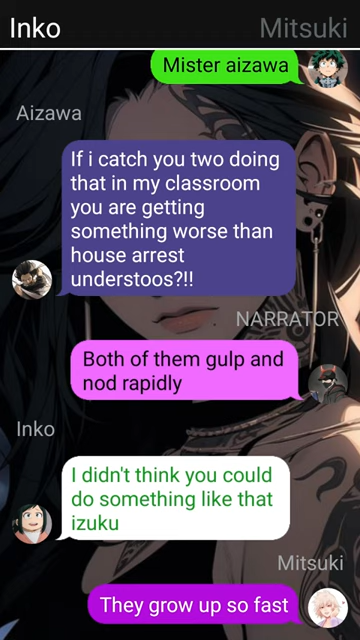 Inko
Mitsuki
Mister aizawa
Aizawa
If i catch you two doing
that in my classroom
you are getting
something worse than
house arrest
understoos?!!
NARRATOR
Both of them gulp and
nod rapidly
Inko
I didn't think you could
do something like that
izuku
Mitsuki
They grow up so fast